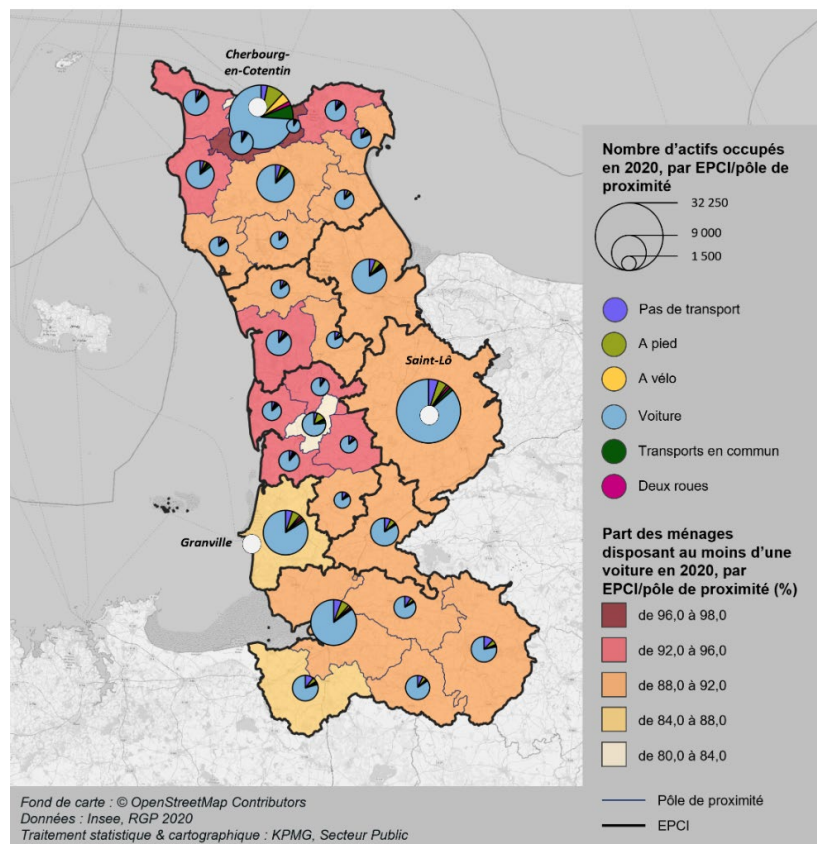 Cherbourg-
en-Cotentin
Saint-Lô
Granville
Nombre d'actifs occupés
en 2020, par EPCI/pôle de
proximité
32 250
9 000
1 500
Pas de transport
A pied
A vélo
Voiture
Transports en commun
Deux roues
Part des ménages
disposant au moins d'une
voiture en 2020, par
EPCI/pôle de proximité (%)
de 96,0 à 98,0
de 92,0 à 96,0
de 88,0 à 92,0
de 84,0 à 88,0
de 80,0 à 84,0
Pôle de proximité
EPCI
Fond de carte : © OpenStreetMap Contributors
Données : Insee, RGP 2020
Traitement statistique & cartographique : KPMG, Secteur Public